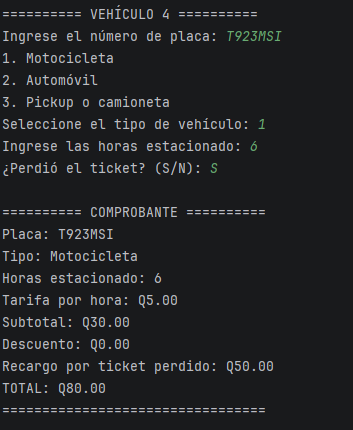 ========== VEHÍCULO 4 ==========
Ingrese el número de placa: T923MSI
1. Motocicleta
2. Automóvil
3. Pickup o camioneta
Seleccione el tipo de vehículo: 1
Ingrese las horas estacionado: 6
¿Perdió el ticket? (S/N): S

========== COMPROBANTE ==========
Placa: T923MSI
Tipo: Motocicleta
Horas estacionado: 6
Tarifa por hora: Q5.00
Subtotal: Q30.00
Descuento: Q0.00
Recargo por ticket perdido: Q50.00
TOTAL: Q80.00
=================================